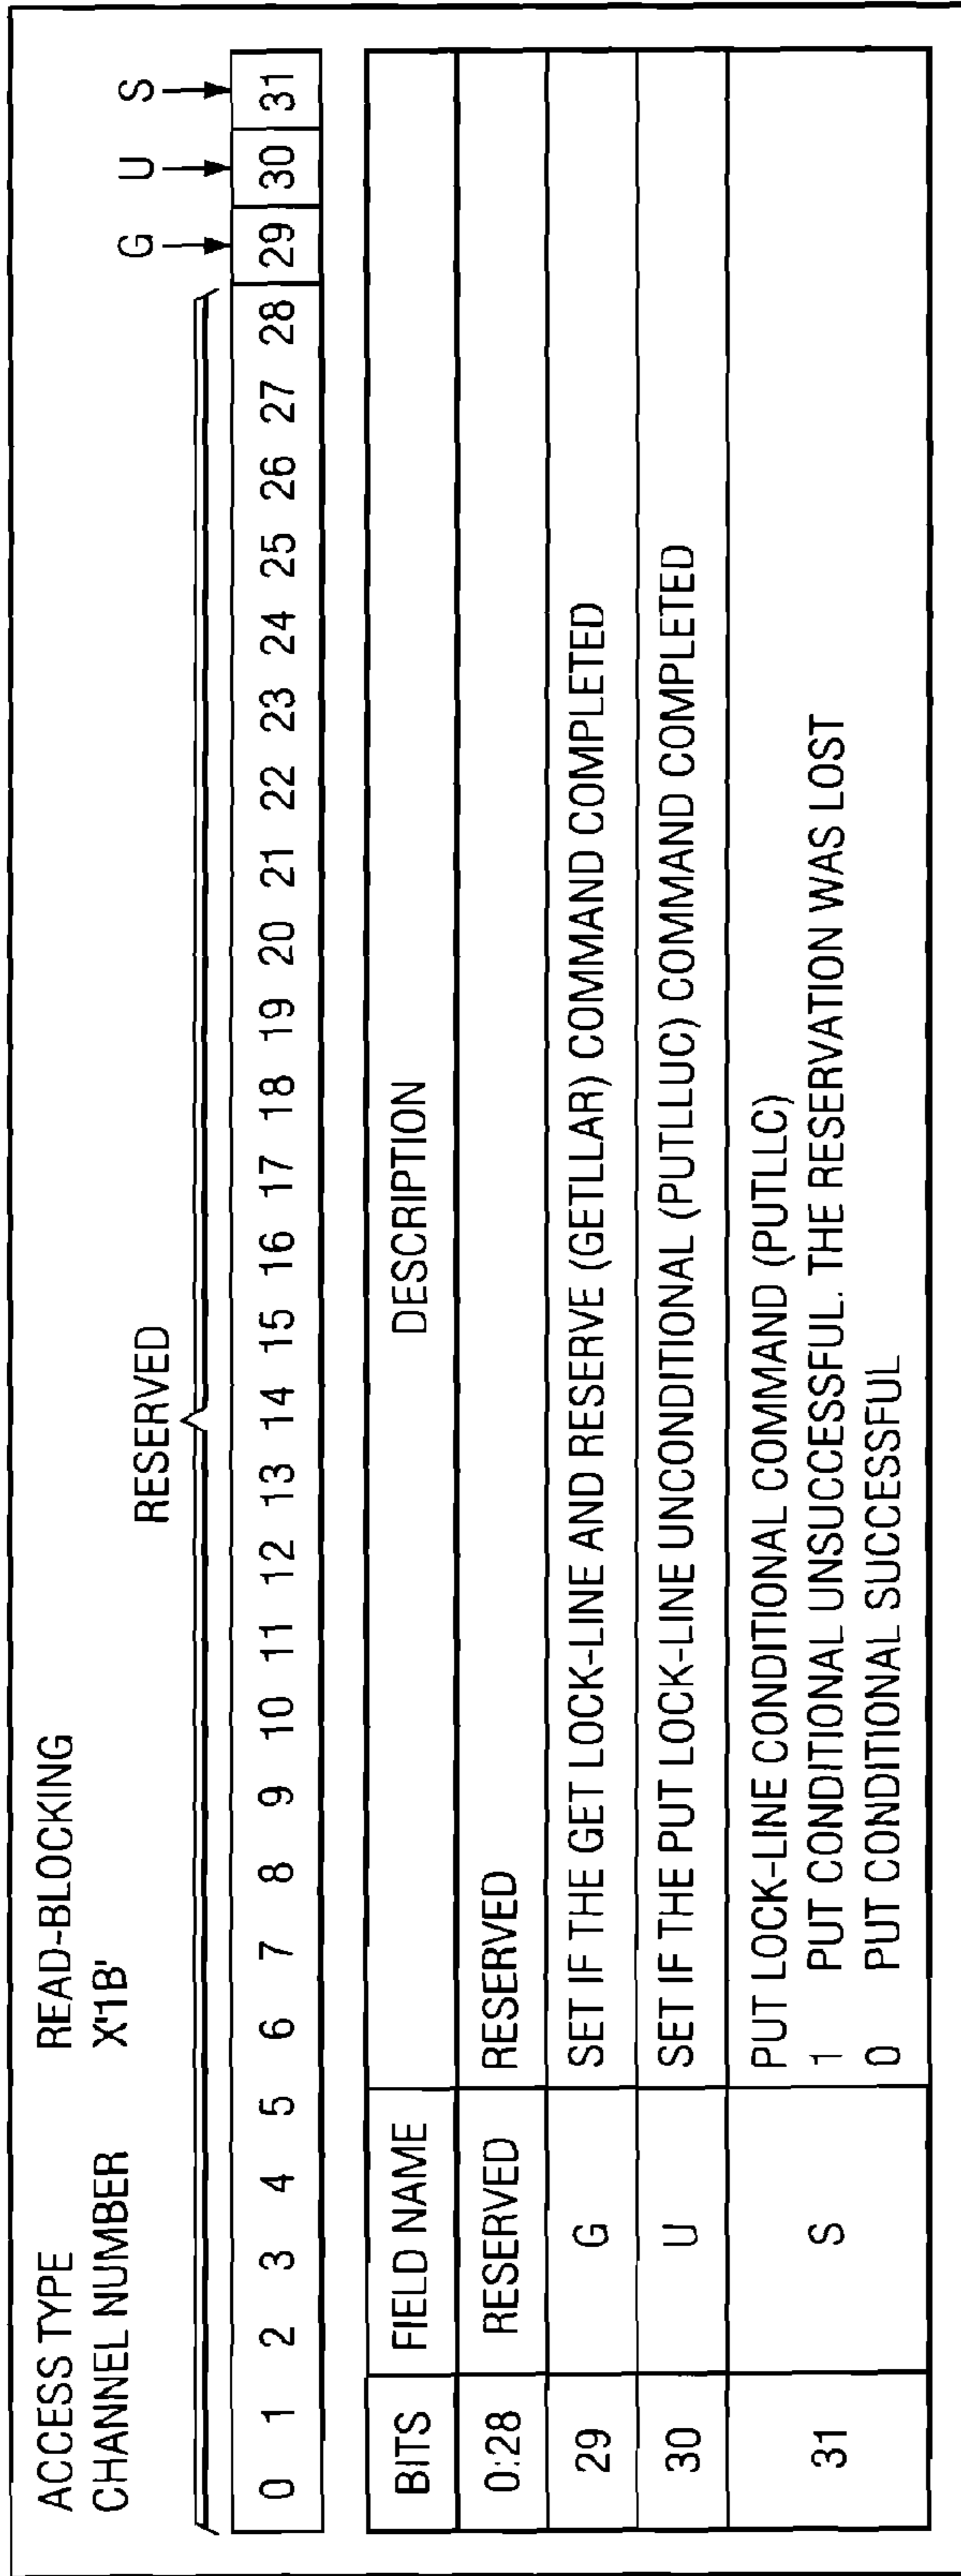 ACCESS TYPE READ-BLOCKING
CHANNEL NUMBER X'1B'
RESERVED G U S
0 1 2 3 4 5 6 7 8 9 10 11 12 13 14 15 16 17 18 19 20 21 22 23 24 25 26 27 28 29 30 31
BITS FIELD NAME DESCRIPTION
0:28 RESERVED RESERVED
29 G SET IF THE GET LOCK-LINE AND RESERVE (GETLLAR) COMMAND COMPLETED
30 U SET IF THE PUT LOCK-LINE UNCONDITIONAL (PUTLLUC) COMMAND COMPLETED
31 S PUT LOCK-LINE CONDITIONAL COMMAND (PUTLLC)
1 PUT CONDITIONAL UNSUCCESSFUL. THE RESERVATION WAS LOST
0 PUT CONDITIONAL SUCCESSFUL